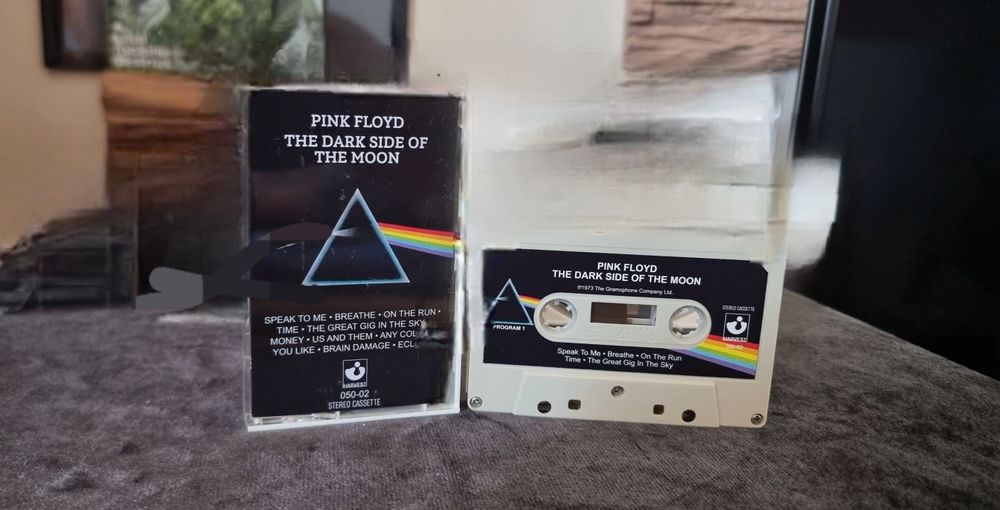 PINK FLOYD
THE DARK SIDE OF
THE MOON
SPEAK TO ME • BREATHE • ON THE RUN •
TIME • THE GREAT GIG IN THE SKY
MONEY • US AND THEM • ANY
YOU LIKE • BRAIN DAMAGE •
HARVEST
050-02
STEREO CASSETTE
PINK FLOYD
THE DARK SIDE OF THE MOON
℗1973 The Gramophone Company Ltd.
STEREO CASSETTE
PROGRAM 1
HARVEST
Speak To Me • Breathe • On The Run
Time • The Great Gig In The Sky